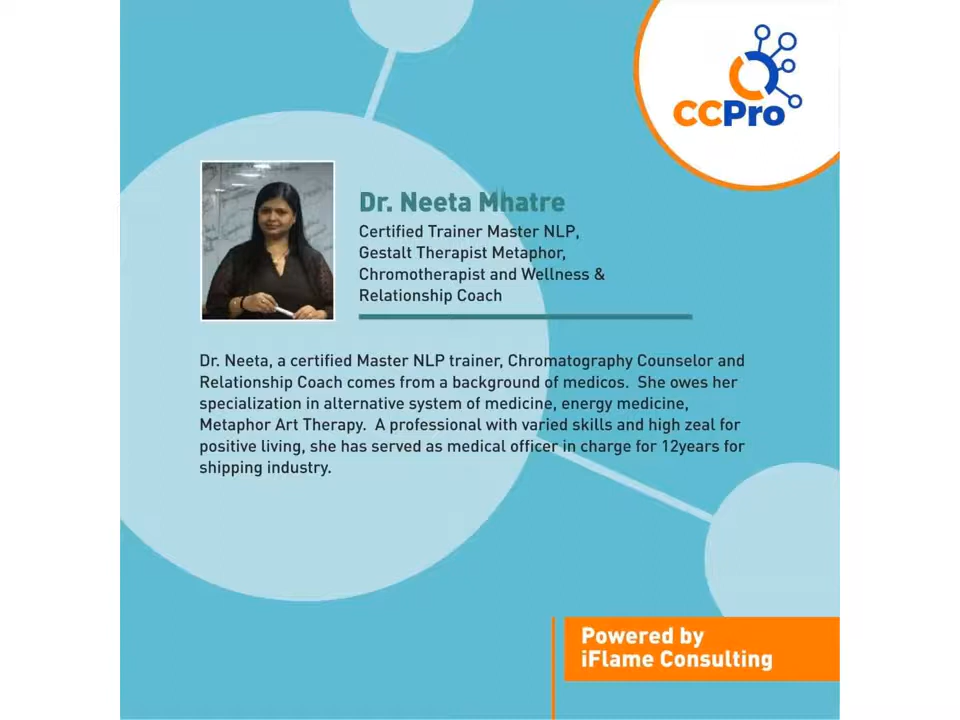 CCPro
Dr. Neeta Mhatre
Certified Trainer Master NLP,
Gestalt Therapist Metaphor,
Chromotherapist and Wellness &
Relationship Coach
Dr. Neeta, a certified Master NLP trainer, Chromatography Counselor and
Relationship Coach comes from a background of medicos.  She owes her
specialization in alternative system of medicine, energy medicine,
Metaphor Art Therapy.  A professional with varied skills and high zeal for
positive living, she has served as medical officer in charge for 12years for
shipping industry.
Powered by
iFlame Consulting